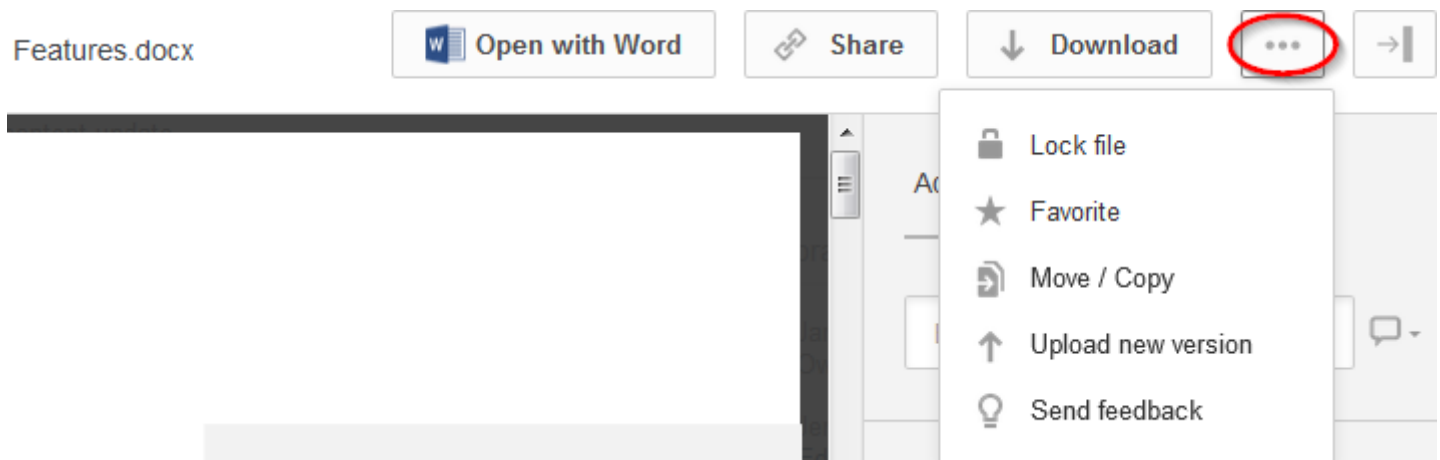 Features.docx
Open with Word
Share
Download
Lock file
Favorite
Move / Copy
Upload new version
Send feedback